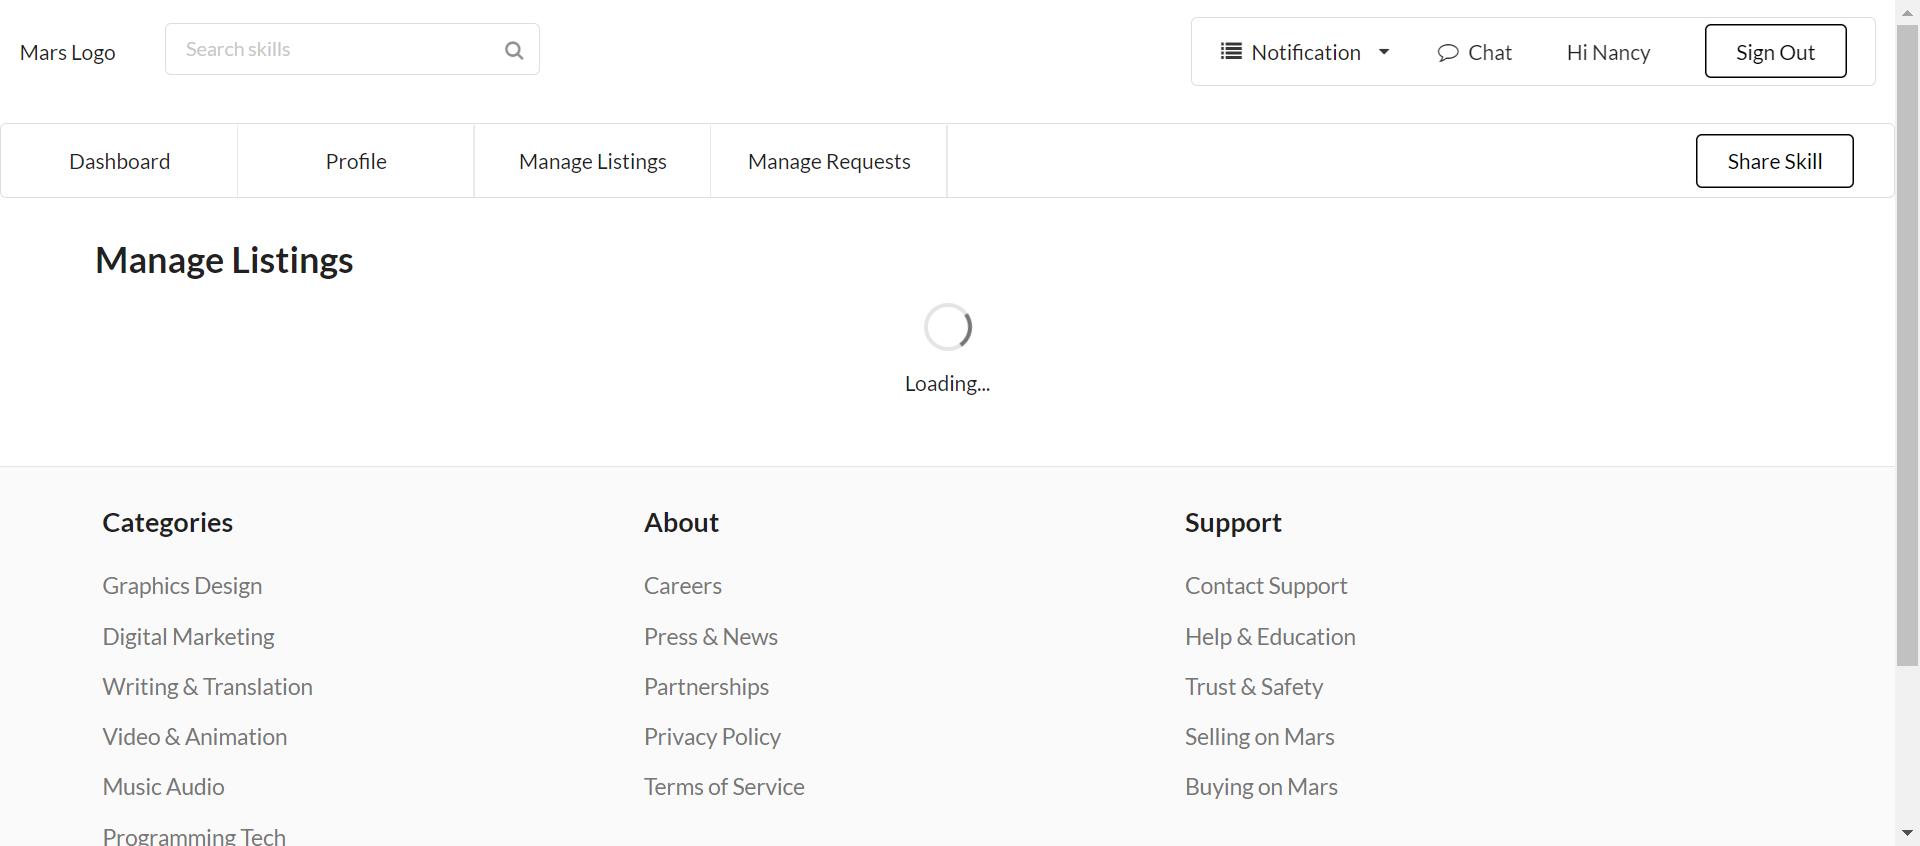 Mars Logo
Search skills
Notification
Chat
Hi Nancy
Sign Out
Dashboard
Profile
Manage Listings
Manage Requests
Share Skill
Manage Listings
Loading...
Categories
Graphics Design
Digital Marketing
Writing & Translation
Video & Animation
Music Audio
Programming Tech
About
Careers
Press & News
Partnerships
Privacy Policy
Terms of Service
Support
Contact Support
Help & Education
Trust & Safety
Selling on Mars
Buying on Mars